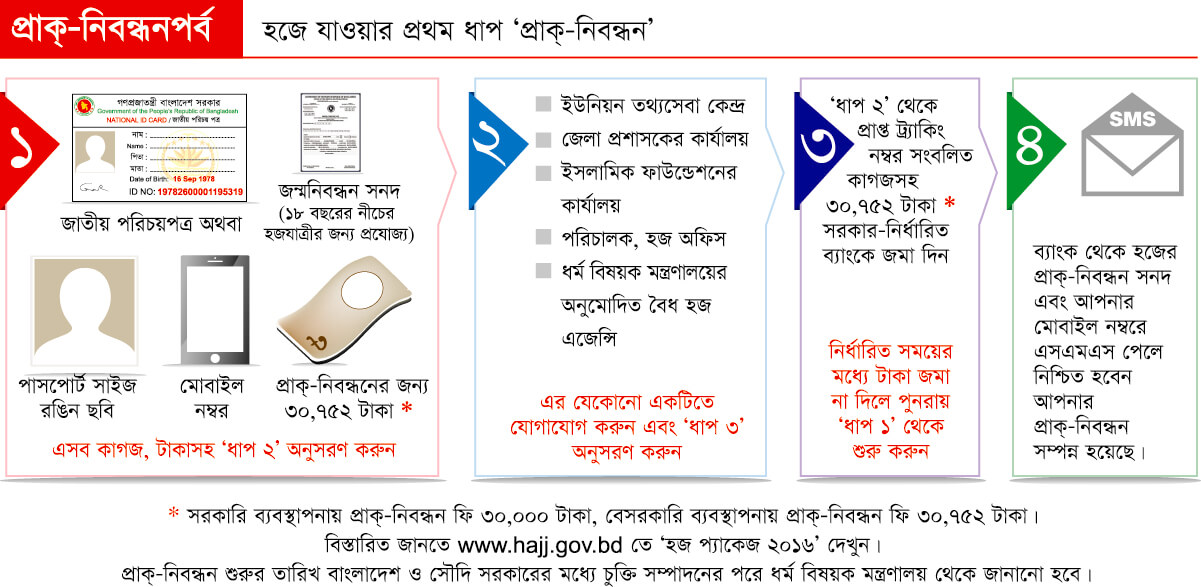 প্রাক্-নিবন্ধনপর্ব
হজে যাওয়ার প্রথম ধাপ ‘প্রাক্-নিবন্ধন’
১
গণপ্রজাতন্ত্রী বাংলাদেশ সরকার
Government of the People's Republic of Bangladesh
NATIONAL ID CARD / জাতীয় পরিচয় পত্র
নাম :
Name :
পিতা :
মাতা :
Date of Birth: 16 Sep 1978
ID NO: 19782600001195319
জাতীয় পরিচয়পত্র অথবা
জন্মনিবন্ধন সনদ
(১৮ বছরের নীচের
হজযাত্রীর জন্য প্রযোজ্য)
পাসপোর্ট সাইজ
রঙিন ছবি
মোবাইল
নম্বর
৳
প্রাক্-নিবন্ধনের জন্য
৩০,৭৫২ টাকা *
এসব কাগজ, টাকাসহ ‘ধাপ ২’ অনুসরণ করুন
২
ইউনিয়ন তথ্যসেবা কেন্দ্র
জেলা প্রশাসকের কার্যালয়
ইসলামিক ফাউন্ডেশনের
কার্যালয়
পরিচালক, হজ অফিস
ধর্ম বিষয়ক মন্ত্রণালয়ের
অনুমোদিত বৈধ হজ
এজেন্সি
এর যেকোনো একটিতে
যোগাযোগ করুন এবং ‘ধাপ ৩’
অনুসরণ করুন
৩
‘ধাপ ২’ থেকে
প্রাপ্ত ট্র্যাকিং
নম্বর সংবলিত
কাগজসহ
৩০,৭৫২ টাকা *
সরকার-নির্ধারিত
ব্যাংকে জমা দিন
নির্ধারিত সময়ের
মধ্যে টাকা জমা
না দিলে পুনরায়
‘ধাপ ১’ থেকে
শুরু করুন
৪
SMS
ব্যাংক থেকে হজের
প্রাক্-নিবন্ধন সনদ
এবং আপনার
মোবাইল নম্বরে
এসএমএস পেলে
নিশ্চিত হবেন
আপনার
প্রাক্-নিবন্ধন
সম্পন্ন হয়েছে।
* সরকারি ব্যবস্থাপনায় প্রাক্-নিবন্ধন ফি ৩০,০০০ টাকা, বেসরকারি ব্যবস্থাপনায় প্রাক্-নিবন্ধন ফি ৩০,৭৫২ টাকা।
বিস্তারিত জানতে www.hajj.gov.bd তে ‘হজ প্যাকেজ ২০১৬’ দেখুন।
প্রাক্-নিবন্ধন শুরুর তারিখ বাংলাদেশ ও সৌদি সরকারের মধ্যে চুক্তি সম্পাদনের পরে ধর্ম বিষয়ক মন্ত্রণালয় থেকে জানানো হবে।